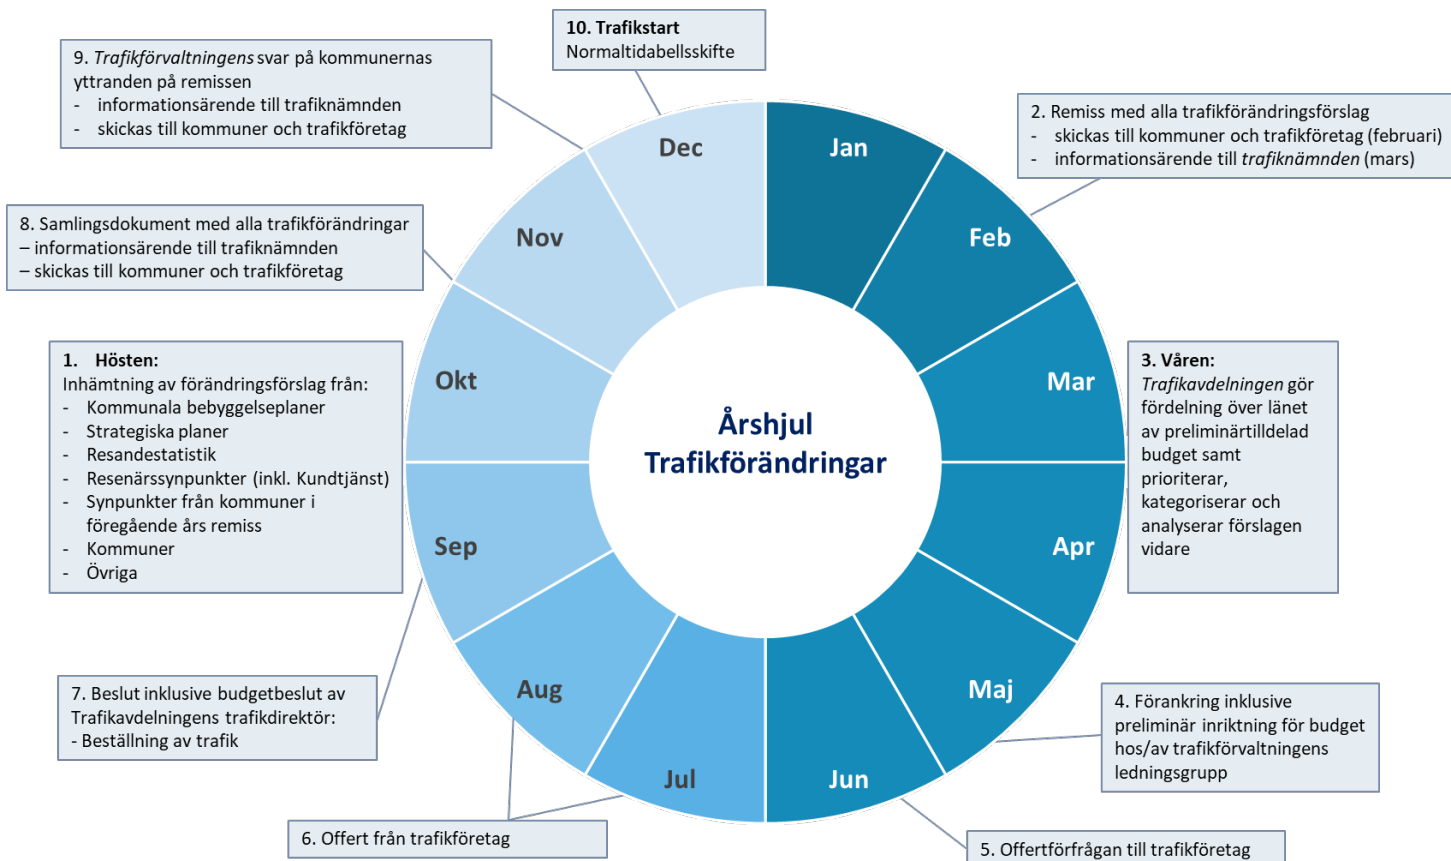 10. Trafikstart
Normaltidabellsskifte
9. Trafikförvaltningens svar på kommunernas
yttranden på remissen
- informationsärende till trafiknämnden
- skickas till kommuner och trafikföretag
2. Remiss med alla trafikförändringsförslag
- skickas till kommuner och trafikföretag (februari)
- informationsärende till trafiknämnden (mars)
8. Samlingsdokument med alla trafikförändringar
– informationsärende till trafiknämnden
– skickas till kommuner och trafikföretag
1. Hösten:
Inhämtning av förändringsförslag från:
- Kommunala bebyggelseplaner
- Strategiska planer
- Resandestatistik
- Resenärssynpunkter (inkl. Kundtjänst)
- Synpunkter från kommuner i
föregående års remiss
- Kommuner
- Övriga
3. Våren:
Trafikavdelningen gör
fördelning över länet
av preliminärtilldelad
budget samt
prioriterar,
kategoriserar och
analyserar förslagen
vidare
7. Beslut inklusive budgetbeslut av
Trafikavdelningens trafikdirektör:
- Beställning av trafik
4. Förankring inklusive
preliminär inriktning för budget
hos/av trafikförvaltningens
ledningsgrupp
6. Offert från trafikföretag
5. Offertförfrågan till trafikföretag
Årshjul
Trafikförändringar
Jan
Feb
Mar
Apr
Maj
Jun
Jul
Aug
Sep
Okt
Nov
Dec